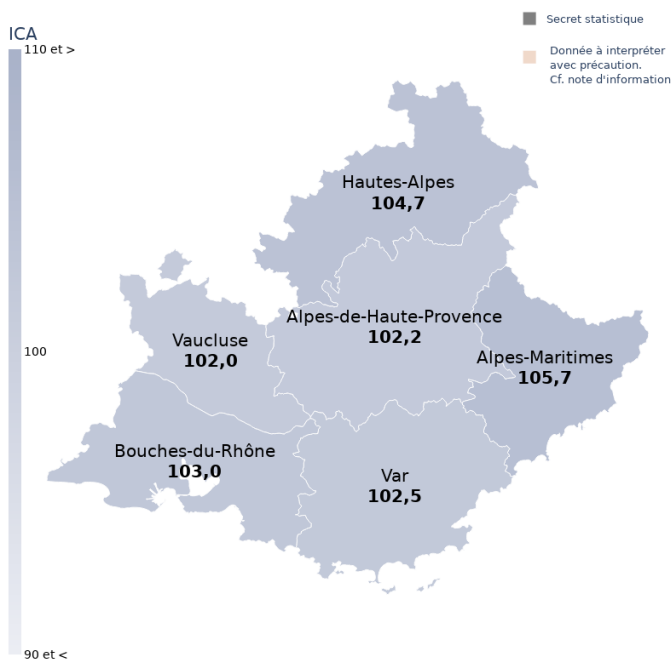 Secret statistique
ICA
110 et >
Donnée à interpréter
avec précaution.
Cf. note d'information
Hautes-Alpes
104,7
Alpes-de-Haute-Provence
102,2
Vaucluse
102,0
100
Alpes-Maritimes
105,7
Bouches-du-Rhône
103,0
Var
102,5
90 et <